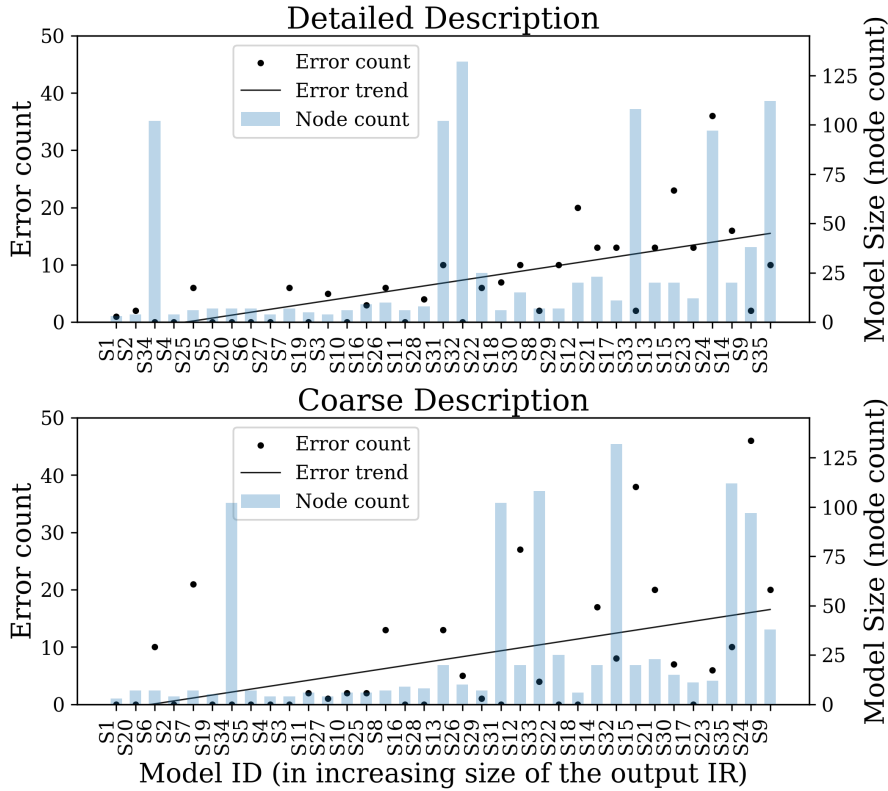 Detailed Description
Error count
50
40
30
20
10
0
Error count
Error trend
Node count
Model Size (node count)
125
100
75
50
25
0
S1 S2 S34 S4 S25 S5 S20 S6 S27 S7 S19 S3 S10 S16 S26 S11 S28 S31 S32 S22 S18 S30 S8 S29 S12 S21 S17 S33 S13 S15 S23 S24 S14 S9 S35
Coarse Description
Error count
50
40
30
20
10
0
Error count
Error trend
Node count
Model Size (node count)
125
100
75
50
25
0
S1 S20 S6 S2 S7 S19 S34 S5 S4 S3 S11 S27 S10 S25 S8 S16 S28 S13 S26 S29 S31 S12 S33 S22 S18 S14 S32 S15 S21 S30 S17 S23 S35 S24 S9
Model ID (in increasing size of the output IR)